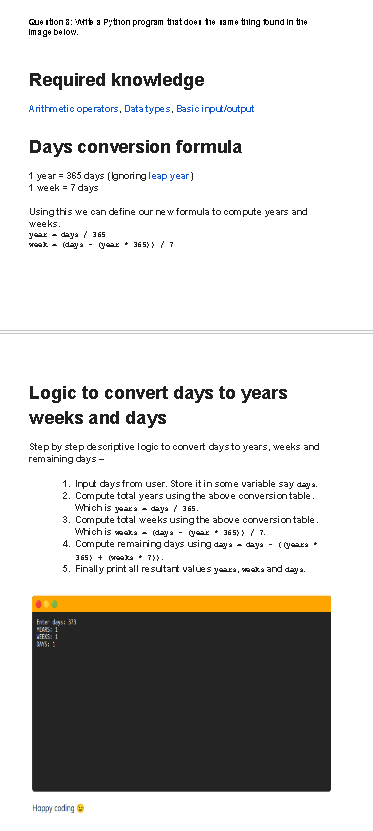 Question 8: Write a Python program that does the same thing found in the
image below.
Required knowledge
Arithmetic operators, Data types, Basic input/output
Days conversion formula
1 year = 365 days (Ignoring leap year)
1 week = 7 days
Using this we can define our new formula to compute years and
weeks.
year = days / 365
week = (days - (year * 365)) / 7
Logic to convert days to years
weeks and days
Step by step descriptive logic to convert days to years, weeks and
remaining days –
1. Input days from user. Store it in some variable say days.
2. Compute total years using the above conversion table.
Which is years = days / 365.
3. Compute total weeks using the above conversion table.
Which is weeks = (days - (year * 365)) / 7.
4. Compute remaining days using days = days - ((years *
365) + (weeks * 7)).
5. Finally print all resultant values years, weeks and days.
Enter days: 373
YEARS: 1
WEEKS: 1
DAYS: 1
Happy coding 😉